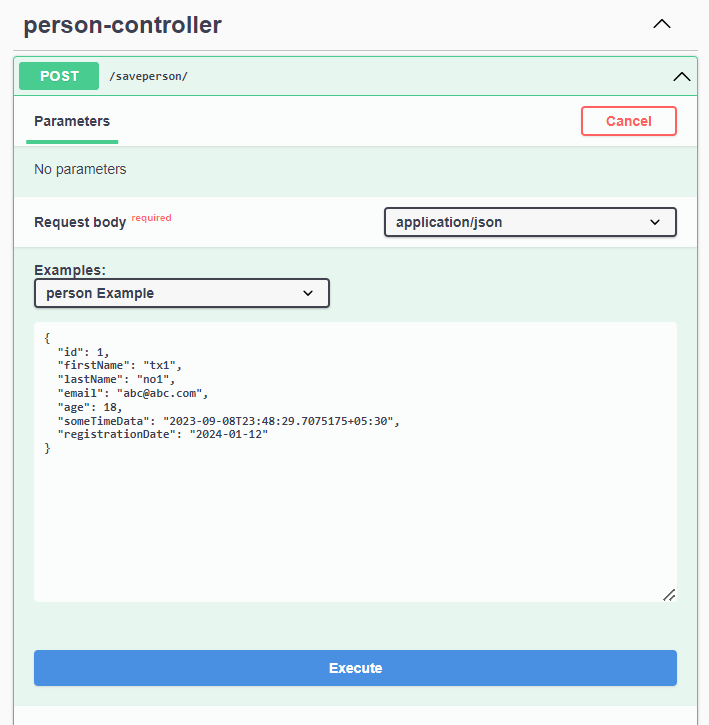 person-controller
POST /saveperson/
Parameters Cancel
No parameters
Request body required application/json
Examples:
person Example
{
  "id": 1,
  "firstName": "tx1",
  "lastName": "no1",
  "email": "abc@abc.com",
  "age": 18,
  "someTimeData": "2023-09-08T23:48:29.7075175+05:30",
  "registrationDate": "2024-01-12"
}
Execute